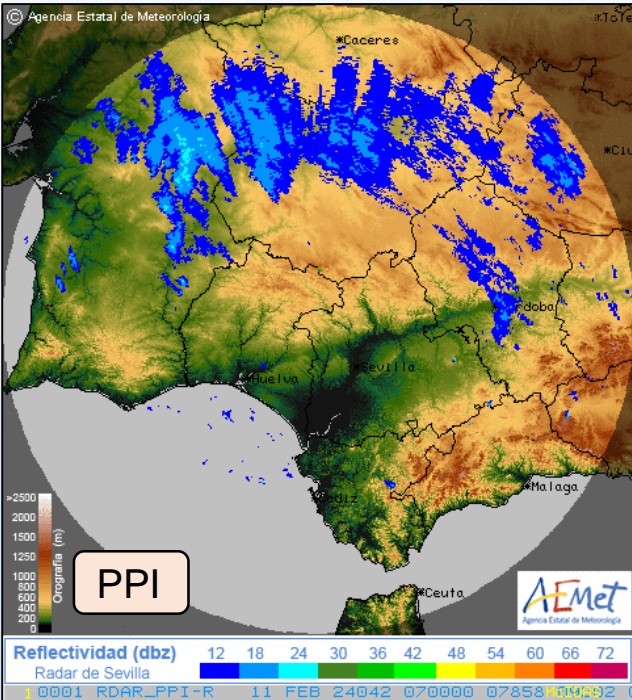 © Agencia Estatal de Meteorología
*Tole
*Caceres
*Ciu
doba
*Sevilla
*Huelva
*Malaga
diz
*Ceuta
>2500
2000
1500
1250
1000
800
600
400
200
0
Orografía (m)
PPI
AEMet
Agencia Estatal de Meteorología
Reflectividad (dbz) 12 18 24 30 36 42 48 54 60 66 72
Radar de Sevilla
1 0001 RDAR_PPI-R 11 FEB 24042 070000 07858